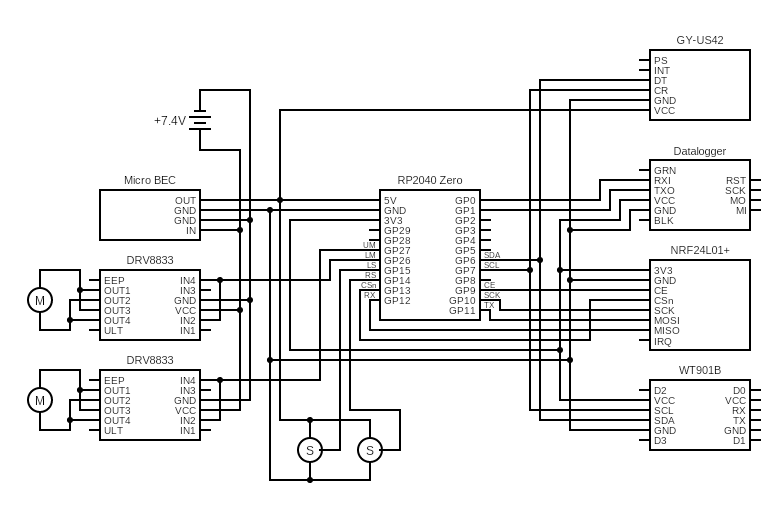 GY-US42
PS
INT
DT
CR
GND
VCC
+7.4V
Micro BEC
OUT
GND
GND
IN
RP2040 Zero
5V
GND
3V3
GP29
GP28
GP27
GP26
GP15
GP14
GP13
GP12
GP0
GP1
GP2
GP3
GP4
GP5
GP6
GP7
GP8
GP9
GP10
GP11
UM
LM
LS
RS
CSn
RX
SDA
SCL
CE
SCK
TX
Datalogger
GRN
RXI
TXO
VCC
GND
BLK
RST
SCK
MO
MI
DRV8833
M
EEP
OUT1
OUT2
OUT3
OUT4
ULT
IN4
IN3
GND
VCC
IN2
IN1
NRF24L01+
3V3
GND
CE
CSn
SCK
MOSI
MISO
IRQ
DRV8833
M
EEP
OUT1
OUT2
OUT3
OUT4
ULT
IN4
IN3
GND
VCC
IN2
IN1
S
S
WT901B
D2
VCC
SCL
SDA
GND
D3
D0
VCC
RX
TX
GND
D1